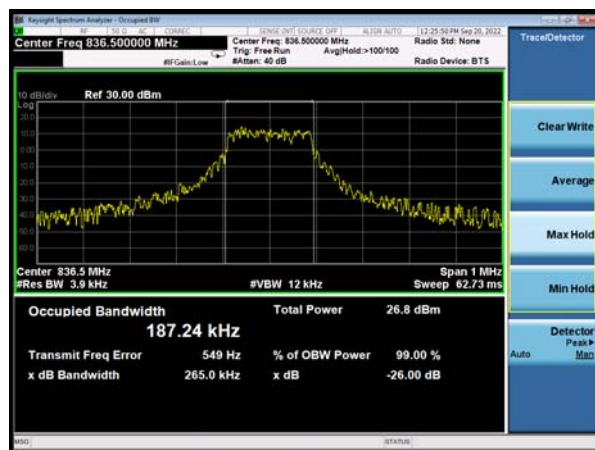 Keysight Spectrum Analyzer - Occupied BW
RF 50 Ω AC CORREC SENSE:INT SOURCE OFF ALIGN AUTO 12:25:50 PM Sep 20, 2022
Center Freq 836.500000 MHz
Center Freq: 836.500000 MHz Radio Std: None
Trig: Free Run Avg|Hold:>100/100
#IFGain:Low #Atten: 40 dB Radio Device: BTS
Trace/Detector
10 dB/div Ref 30.00 dBm
Log
20.0
10.0
0.00
10.0
20.0
30.0
40.0
50.0
60.0
Center 836.5 MHz Span 1 MHz
#Res BW 3.9 kHz #VBW 12 kHz Sweep 62.73 ms
Occupied Bandwidth Total Power 26.8 dBm
187.24 kHz
Transmit Freq Error 549 Hz % of OBW Power 99.00 %
x dB Bandwidth 265.0 kHz x dB -26.00 dB
Clear Write
Average
Max Hold
Min Hold
Detector
Peak▶
Auto Man
MSG STATUS